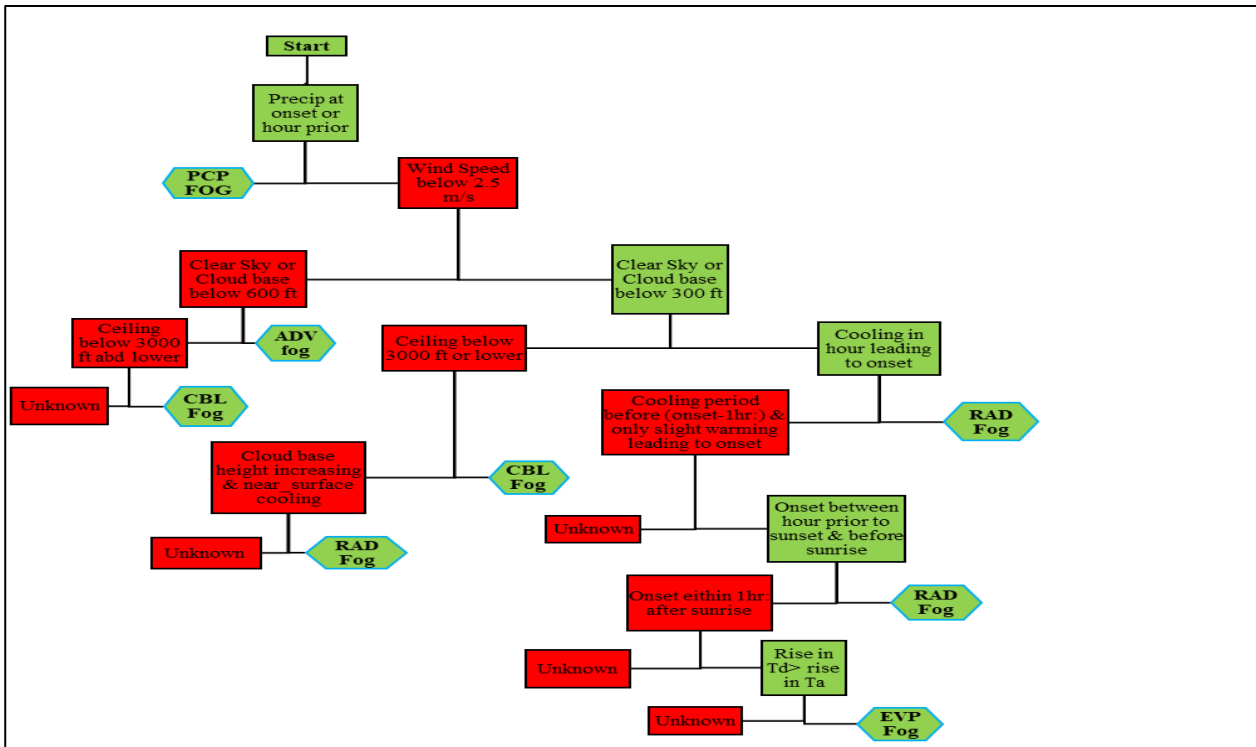 Start
Precip at
onset or
hour prior
PCP
FOG
Wind Speed
below 2.5
m/s
Clear Sky or
Cloud base
below 600 ft
Clear Sky or
Cloud base
below 300 ft
Ceiling
below 3000
ft abd lower
ADV
fog
Ceiling below
3000 ft or lower
Cooling in
hour leading
to onset
Unknown
CBL
Fog
Cooling period
before (onset-1hr:) &
only slight warming
leading to onset
RAD
Fog
Cloud base
height increasing
& near_surface
cooling
CBL
Fog
Unknown
Onset between
hour prior to
sunset & before
sunrise
Unknown
RAD
Fog
Onset eithin 1hr:
after sunrise
RAD
Fog
Unknown
Rise in
Td> rise
in Ta
Unknown
EVP
Fog